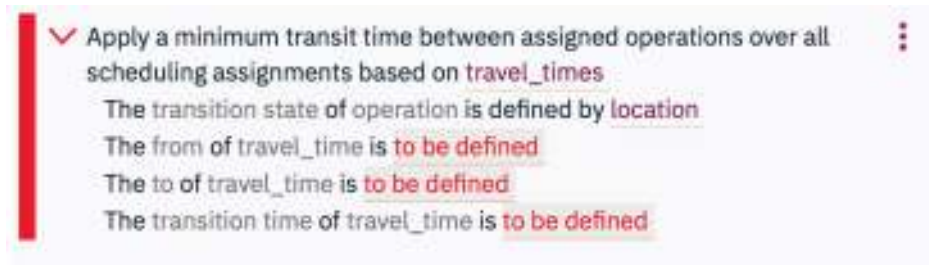 Apply a minimum transit time between assigned operations over all
scheduling assignments based on travel_times
The transition state of operation is defined by location
The from of travel_time is to be defined
The to of travel_time is to be defined
The transition time of travel_time is to be defined